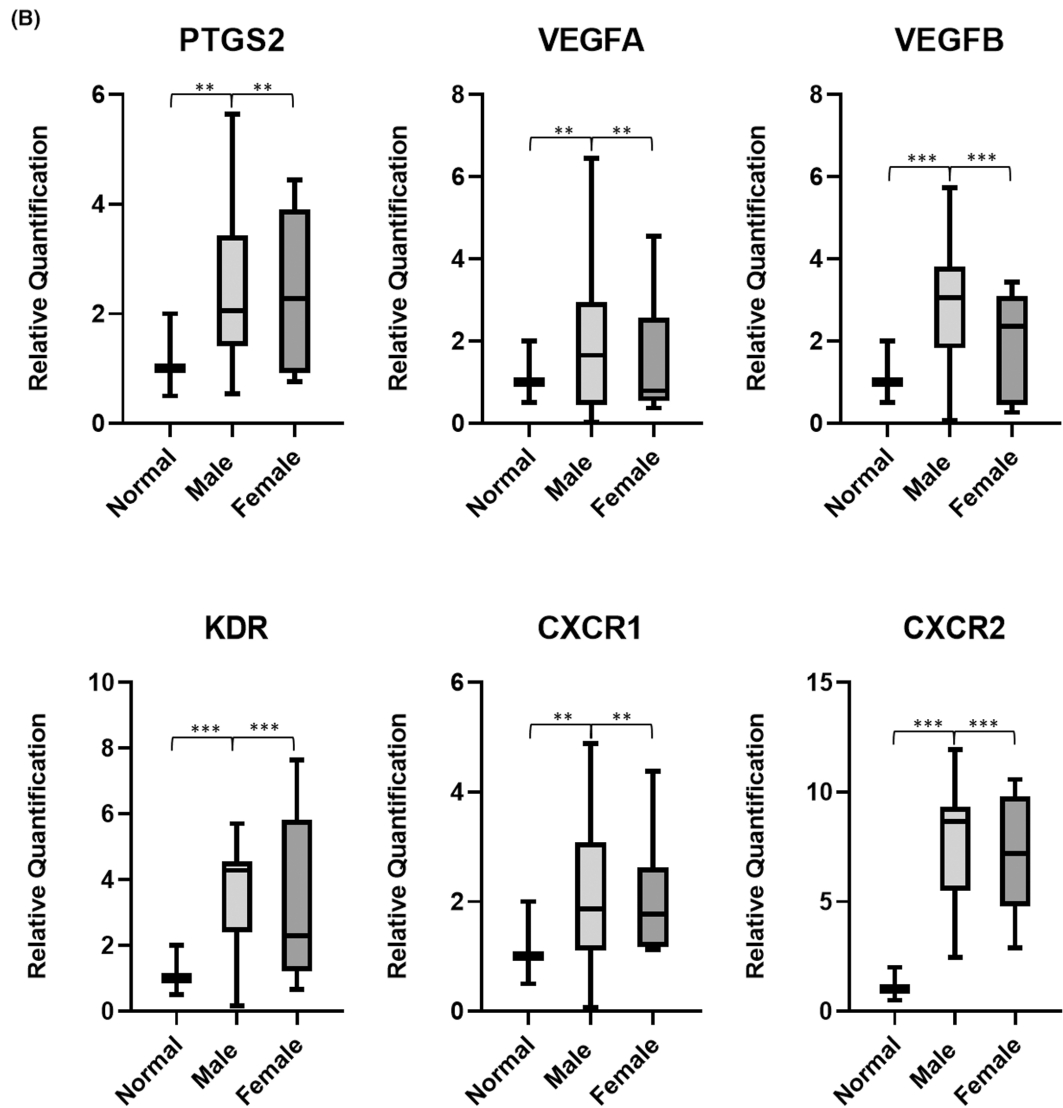 (B)
PTGS2
VEGFA
VEGFB
Relative Quantification
6
4
2
0
** **
Normal
Male
Female
Relative Quantification
8
6
4
2
0
** **
Normal
Male
Female
Relative Quantification
8
6
4
2
0
*** ***
Normal
Male
Female
KDR
CXCR1
CXCR2
Relative Quantification
10
8
6
4
2
0
*** ***
Normal
Male
Female
Relative Quantification
6
4
2
0
** **
Normal
Male
Female
Relative Quantification
15
10
5
0
*** ***
Normal
Male
Female